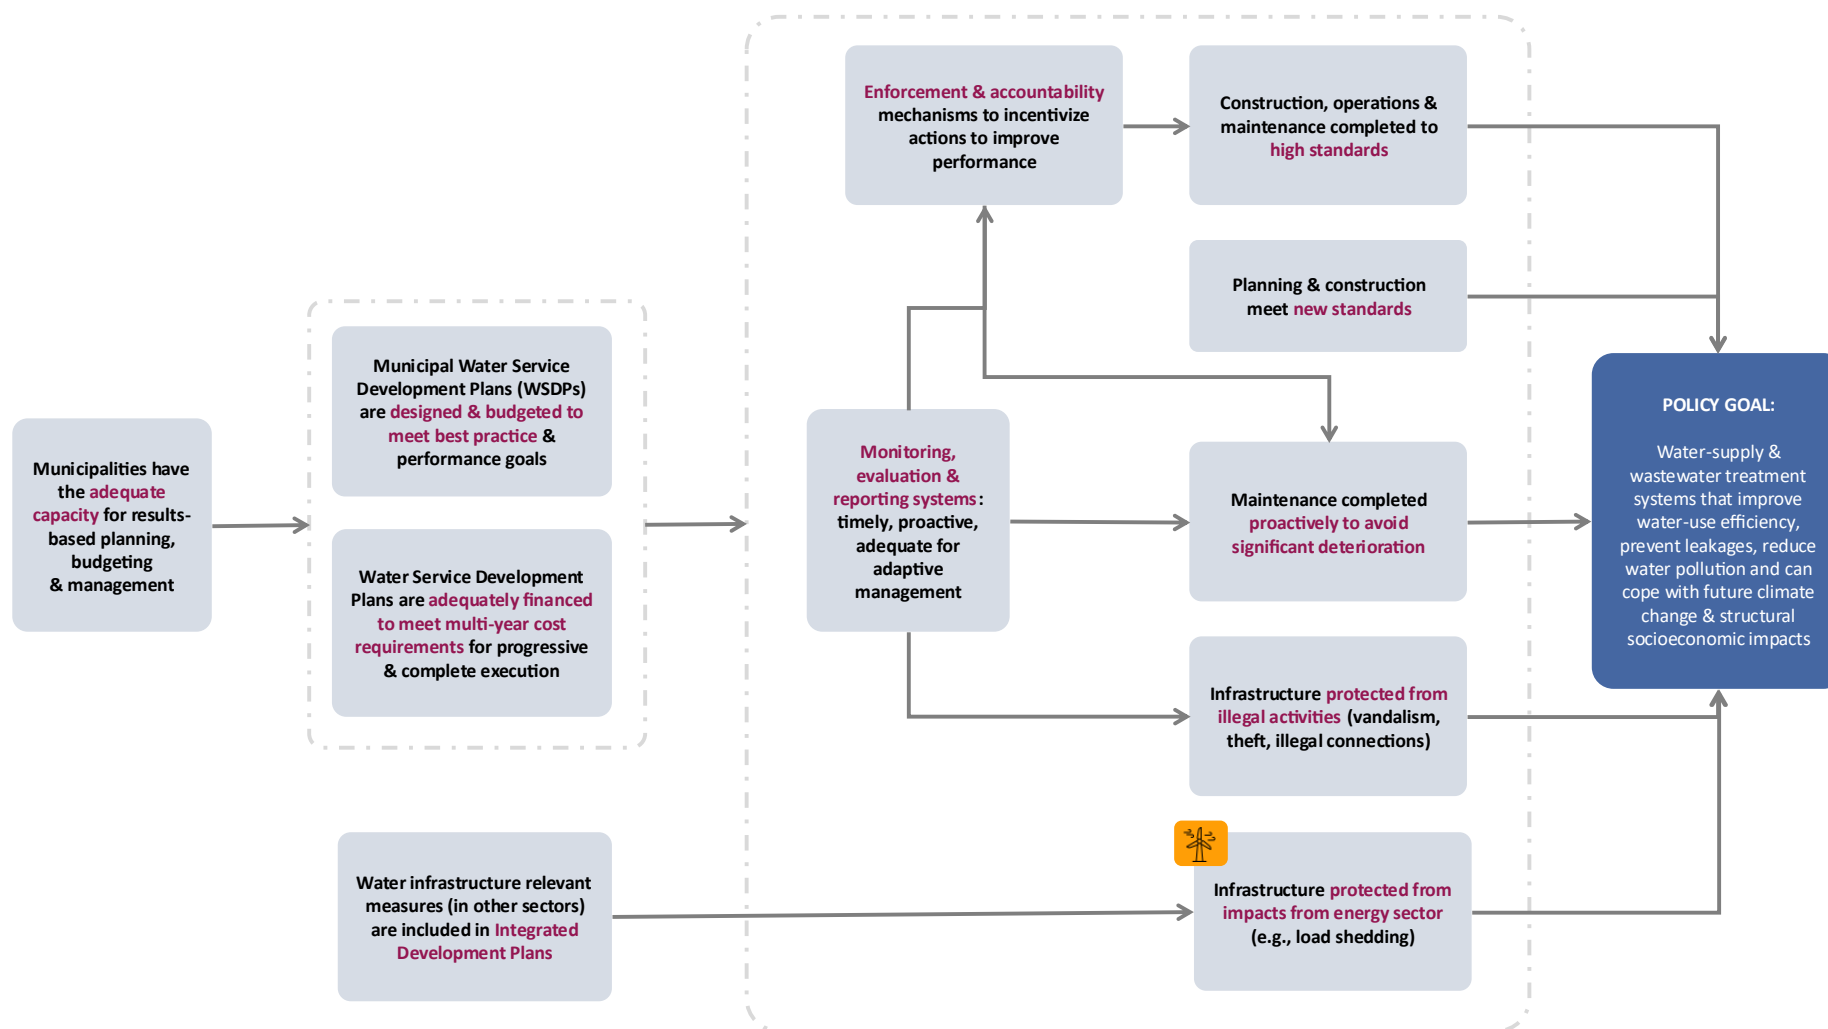 Municipalities have
the adequate
capacity for results-
based planning,
budgeting
& management
Municipal Water Service
Development Plans (WSDPs)
are designed & budgeted to
meet best practice &
performance goals
Water Service Development
Plans are adequately financed
to meet multi-year cost
requirements for progressive
& complete execution
Water infrastructure relevant
measures (in other sectors)
are included in Integrated
Development Plans
Enforcement & accountability
mechanisms to incentivize
actions to improve
performance
Monitoring,
evaluation &
reporting systems:
timely, proactive,
adequate for
adaptive
management
Construction, operations &
maintenance completed to
high standards
Planning & construction
meet new standards
Maintenance completed
proactively to avoid
significant deterioration
Infrastructure protected from
illegal activities (vandalism,
theft, illegal connections)
Infrastructure protected from
impacts from energy sector
(e.g., load shedding)
POLICY GOAL:
Water-supply &
wastewater treatment
systems that improve
water-use efficiency,
prevent leakages, reduce
water pollution and can
cope with future climate
change & structural
socioeconomic impacts